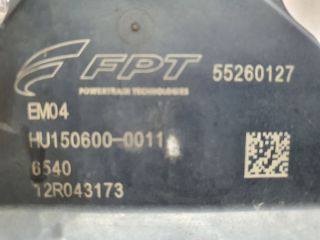 FPT 55260127
POWERTRAIN TECHNOLOGIES
EM04
HU150600-0011
6540
12R043173